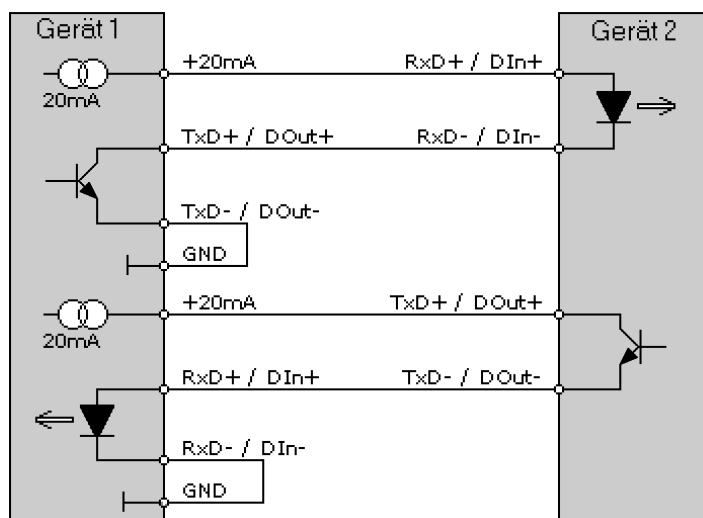 Gerät 1
Gerät 2
+20mA
RxD+ / DIn+
20mA
TxD+ / DOut+
RxD- / DIn-
TxD- / DOut-
GND
+20mA
TxD+ / DOut+
20mA
RxD+ / DIn+
TxD- / DOut-
RxD- / DIn-
GND